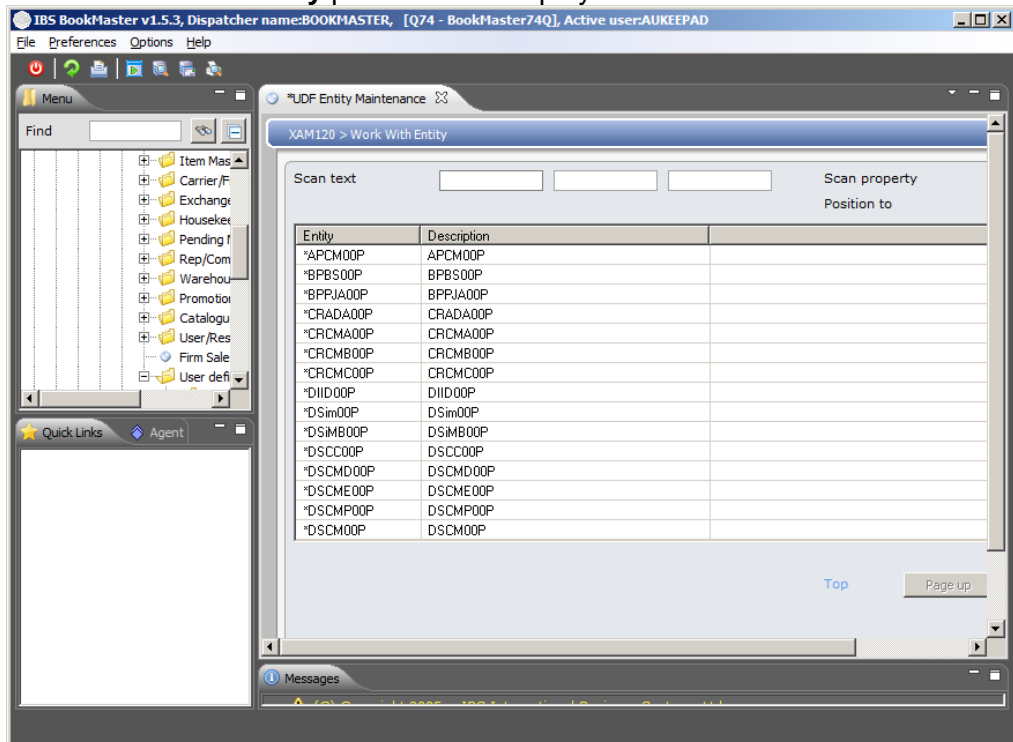 IBS BookMaster v1.5.3, Dispatcher name:BOOKMASTER, [Q74 - BookMaster74Q], Active user:AUKEEPAD
File Preferences Options Help
Menu
*UDF Entity Maintenance
Find
XAM120 > Work With Entity
Item Mas
Carrier/F
Exchange
Housekee
Pending
Rep/Com
Warehou
Promotion
Catalogu
User/Res
Firm Sale
User defi
Scan text
Scan property
Position to
Entity Description
*APCM00P APCM00P
*BPBS00P BPBS00P
*BPPJA00P BPPJA00P
*CRADA00P CRADA00P
*CRCMA00P CRCMA00P
*CRCMB00P CRCMB00P
*CRCMC00P CRCMC00P
*DIID00P DIID00P
*DSim00P DSim00P
*DSiMB00P DSiMB00P
*DSCC00P DSCC00P
*DSCMD00P DSCMD00P
*DSCME00P DSCME00P
*DSCMP00P DSCMP00P
*DSCM00P DSCM00P
Top Page up
Quick Links Agent
Messages